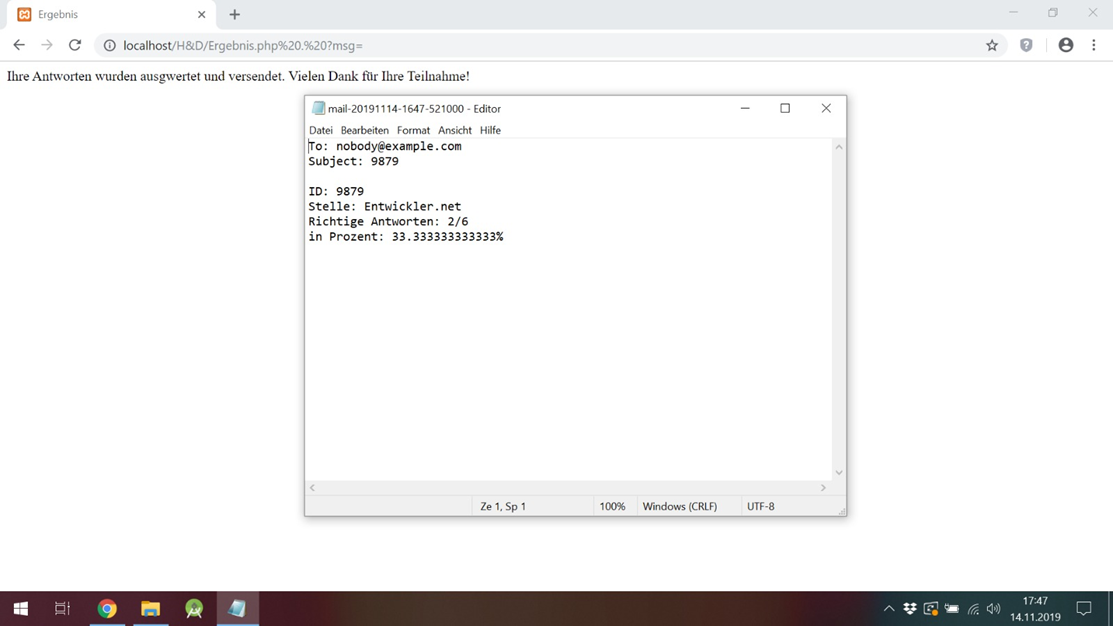 Ergebnis
localhost/H&D/Ergebnis.php%20.%20?msg=
Ihre Antworten wurden ausgwertet und versendet. Vielen Dank für Ihre Teilnahme!
mail-20191114-1647-521000 - Editor
Datei Bearbeiten Format Ansicht Hilfe
To: nobody@example.com
Subject: 9879
ID: 9879
Stelle: Entwickler.net
Richtige Antworten: 2/6
in Prozent: 33.333333333333%
Ze 1, Sp 1 100% Windows (CRLF) UTF-8
17:47
14.11.2019